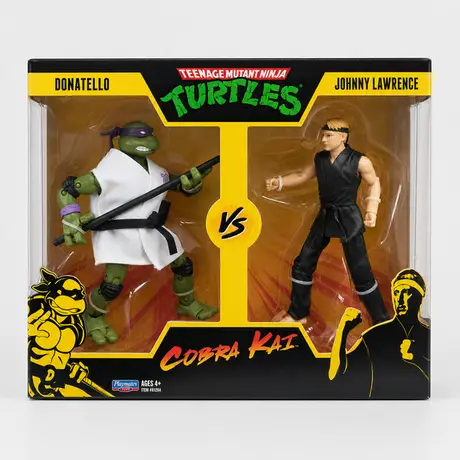 TEENAGE MUTANT NINJA
TURTLES
DONATELLO
JOHNNY LAWRENCE
VS
COBRA KAI
Playmates
AGES 4+